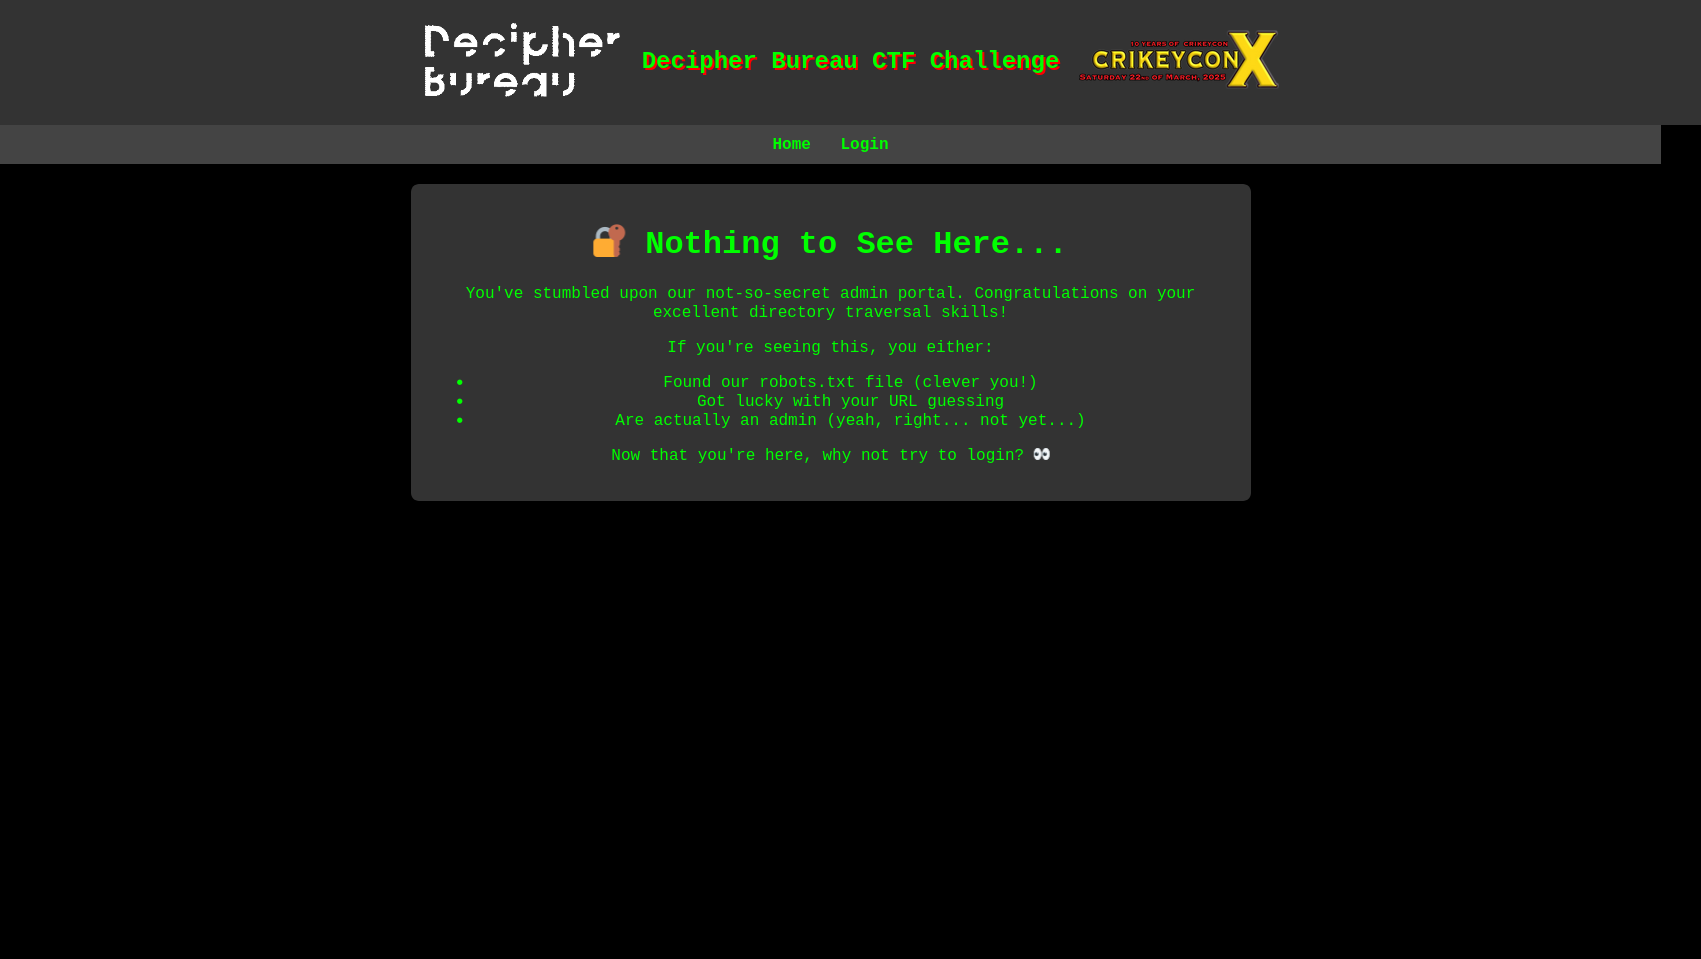 Decipher
Bureau
Decipher Bureau CTF Challenge
10 YEARS OF CRIKEYCON
CRIKEYCON X
SATURDAY 22ND OF MARCH, 2025
Home Login
🔐 Nothing to See Here...
You've stumbled upon our not-so-secret admin portal. Congratulations on your
excellent directory traversal skills!
If you're seeing this, you either:
• Found our robots.txt file (clever you!)
• Got lucky with your URL guessing
• Are actually an admin (yeah, right... not yet...)
Now that you're here, why not try to login? 👀